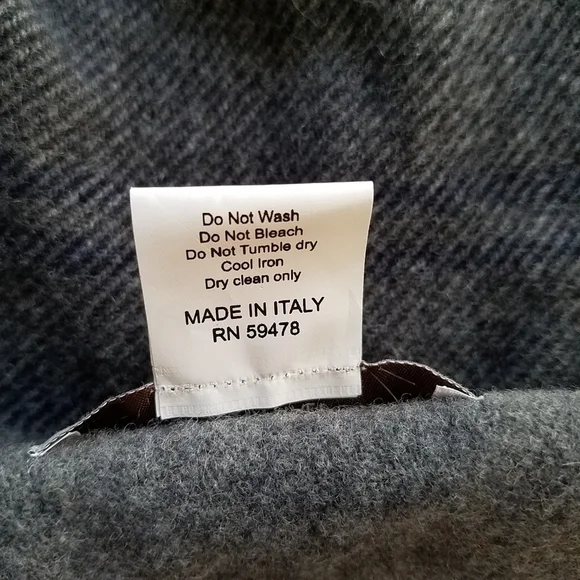 Do Not Wash
Do Not Bleach
Do Not Tumble dry
Cool Iron
Dry clean only
MADE IN ITALY
RN 59478